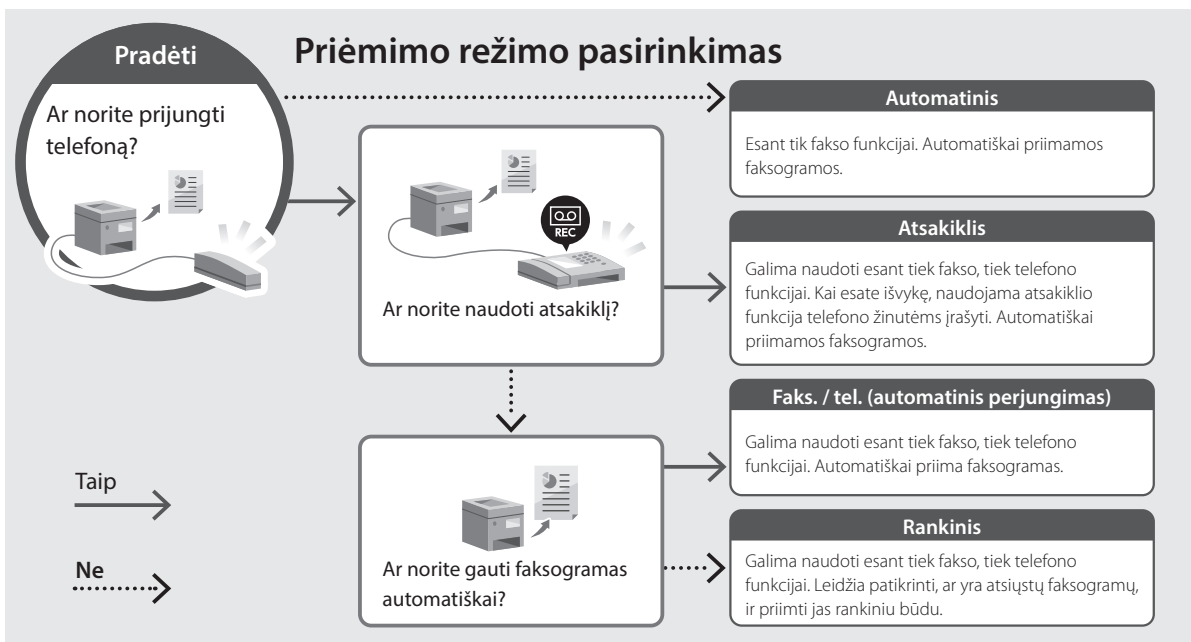 Pradėti
Priėmimo režimo pasirinkimas
Ar norite prijungti
telefoną?
Automatinis
Esant tik fakso funkcijai. Automatiškai priimamos
faksogramos.
REC
Ar norite naudoti atsakiklį?
Atsakiklis
Galima naudoti esant tiek fakso, tiek telefono
funkcijai. Kai esate išvykę, naudojama atsakiklio
funkcija telefono žinutėms įrašyti. Automatiškai
priimamos faksogramos.
Faks. / tel. (automatinis perjungimas)
Galima naudoti esant tiek fakso, tiek telefono
funkcijai. Automatiškai priima faksogramas.
Ar norite gauti faksogramas
automatiškai?
Rankinis
Galima naudoti esant tiek fakso, tiek telefono
funkcijai. Leidžia patikrinti, ar yra atsiųstų faksogramų,
ir priimti jas rankiniu būdu.
Taip
Ne